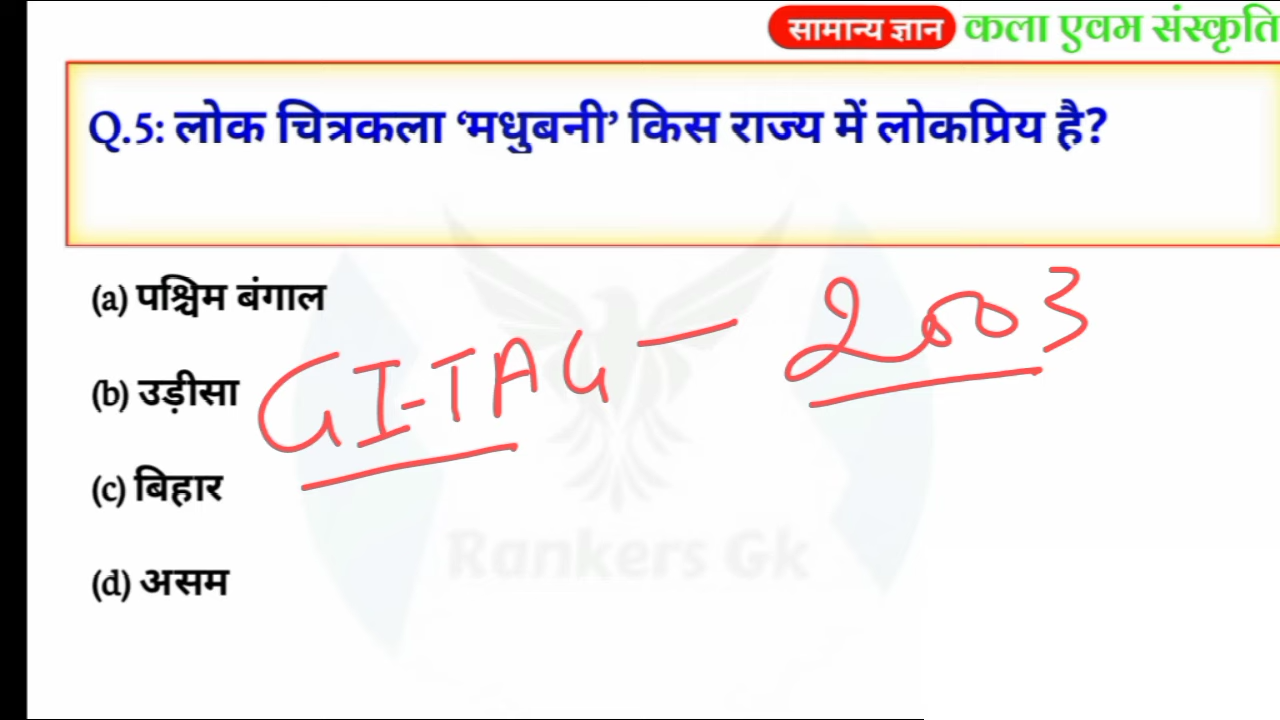 सामान्य ज्ञान कला एवम संस्कृति
Q.5: लोक चित्रकला ‘मधुबनी’ किस राज्य में लोकप्रिय है?
(a) पश्चिम बंगाल
(b) उड़ीसा
GI-TAG – 2003
(c) बिहार
(d) असम
Rankers Gk